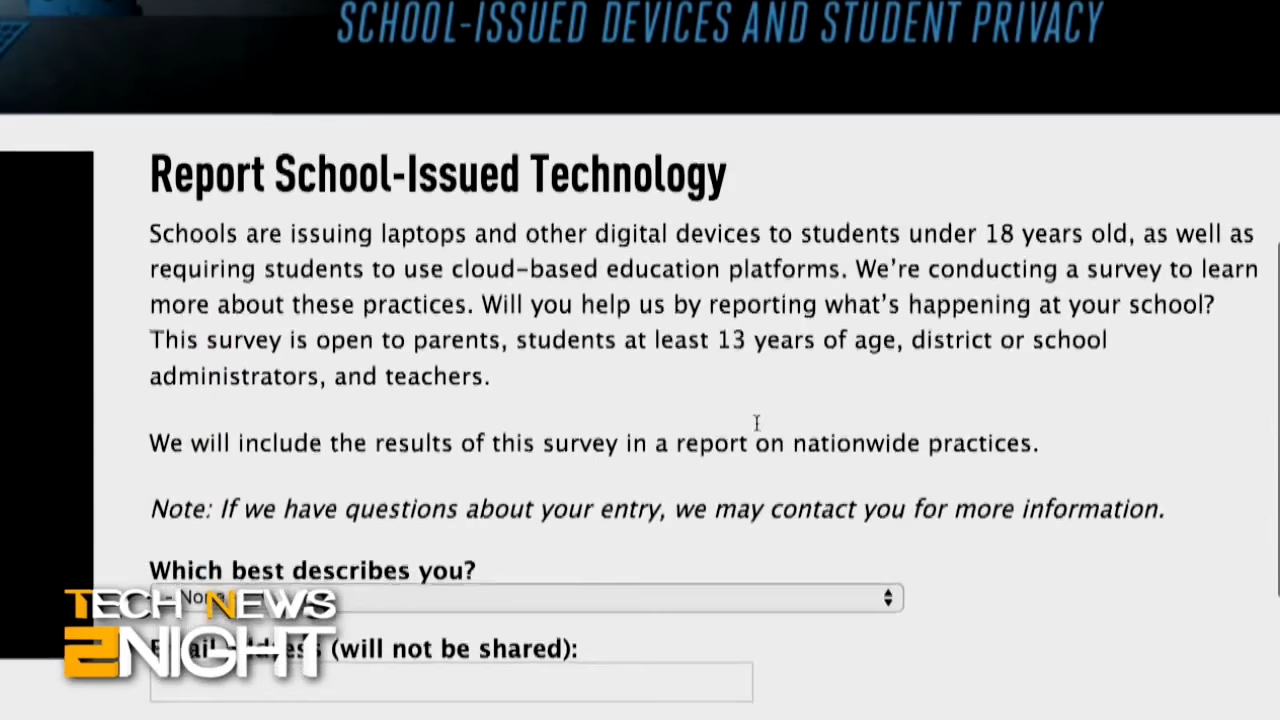 SCHOOL-ISSUED DEVICES AND STUDENT PRIVACY
Report School-Issued Technology
Schools are issuing laptops and other digital devices to students under 18 years old, as well as
requiring students to use cloud-based education platforms. We're conducting a survey to learn
more about these practices. Will you help us by reporting what's happening at your school?
This survey is open to parents, students at least 13 years of age, district or school
administrators, and teachers.
We will include the results of this survey in a report on nationwide practices.
Note: If we have questions about your entry, we may contact you for more information.
Which best describes you?
TECH NEWS
2NIGHT
(will not be shared):